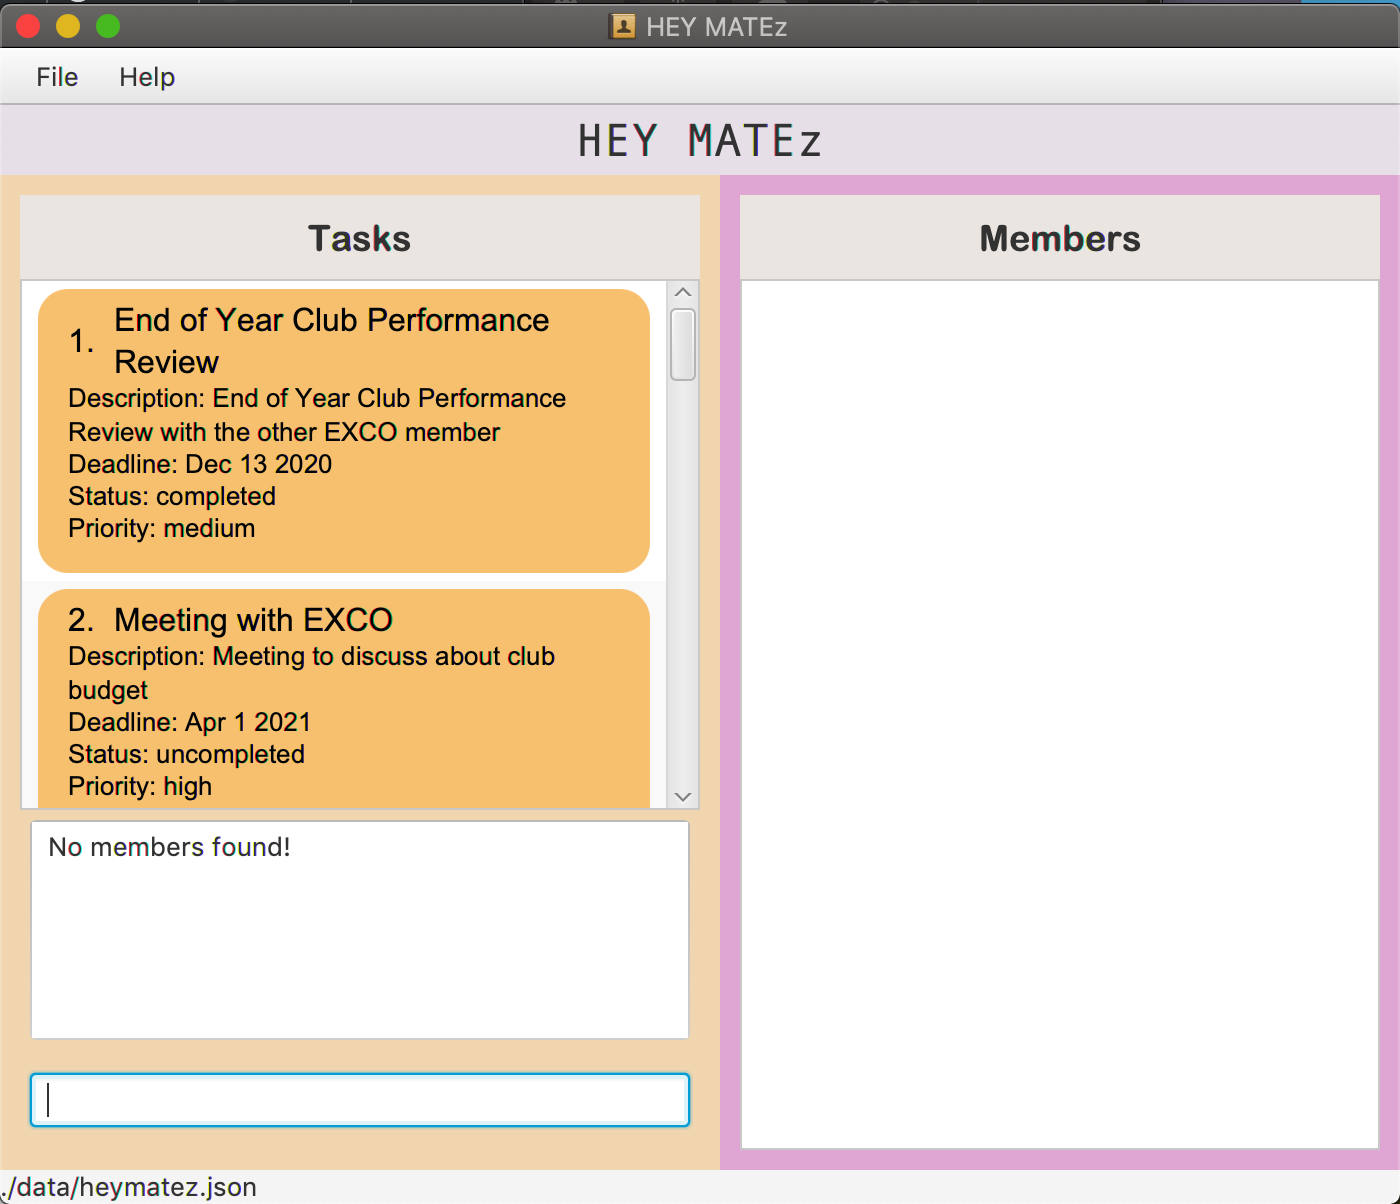 HEY MATEz
File Help
HEY MATEz
Tasks
1. End of Year Club Performance
Review
Description: End of Year Club Performance
Review with the other EXCO member
Deadline: Dec 13 2020
Status: completed
Priority: medium
2. Meeting with EXCO
Description: Meeting to discuss about club
budget
Deadline: Apr 1 2021
Status: uncompleted
Priority: high
No members found!
Members
./data/heymatez.json